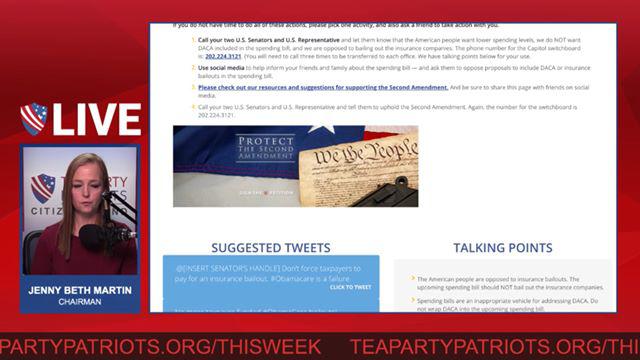 If you do not have time to do all of these actions, please pick one activity, and also ask a friend to take action with you.
1. Call your two U.S. Senators and U.S. Representative and let them know that the American people want lower spending levels, we do NOT want
DACA included in the spending bill, and we are opposed to bailing out the insurance companies. The phone number for the Capitol switchboard
is: 202.224.3121. (You will need to call three times to be transferred to each office. We have talking points below for your use.
2. Use social media to help inform your friends and family about the spending bill — and ask them to oppose proposals to include DACA or insurance
bailouts in the spending bill.
3. Please check out our resources and suggestions for supporting the Second Amendment. And be sure to share this page with friends on social
media.
4. Call your two U.S. Senators and U.S. Representative and tell them to uphold the Second Amendment. Again, the number for the switchboard is
202.224.3121.
LIVE
PROTECT
THE SECOND
AMENDMENT
SIGN THE PETITION
We the People
TEA PARTY
CITIZENS
JENNY BETH MARTIN
CHAIRMAN
SUGGESTED TWEETS
.@[INSERT SENATOR'S HANDLE] Don't force taxpayers to
pay for an insurance bailout. #Obamacare is a failure.
CLICK TO TWEET
TALKING POINTS
The American people are opposed to insurance bailouts. The
upcoming spending bill should NOT bail out the insurance companies.
Spending bills are an inappropriate vehicle for addressing DACA. Do
not wrap DACA into the upcoming spending bill.
PARTYPATRIOTS.ORG/THISWEEK TEAPARTYPATRIOTS.ORG/THI